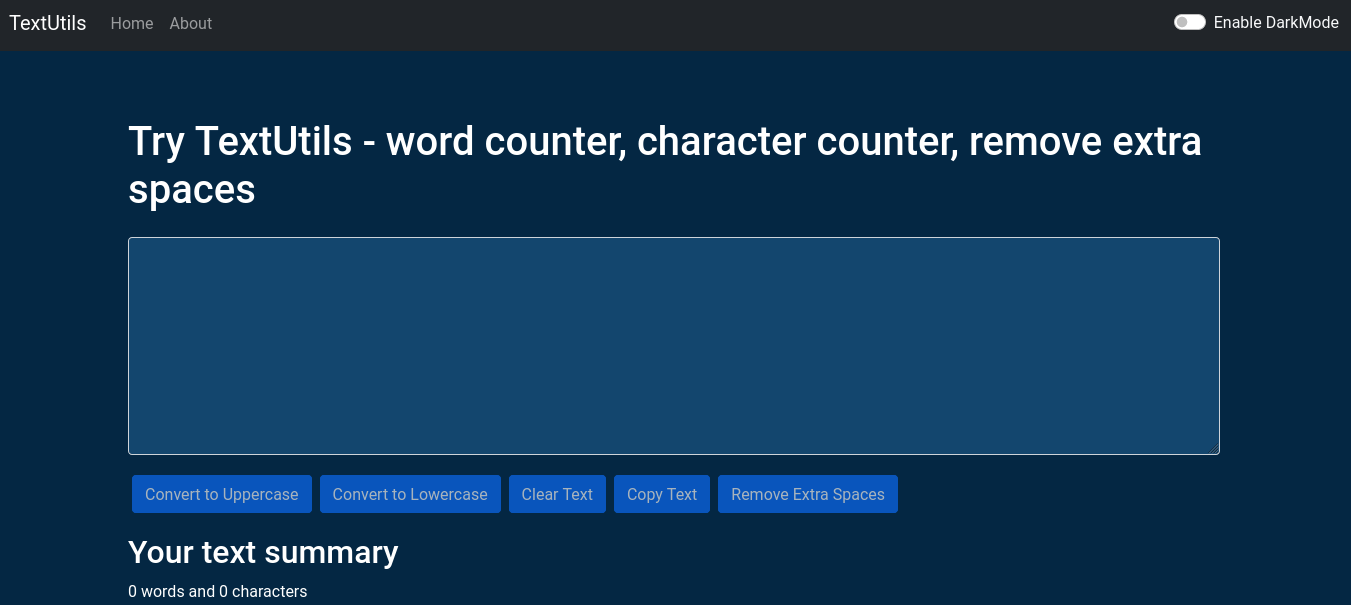 TextUtils Home About Enable DarkMode
Try TextUtils - word counter, character counter, remove extra
spaces
Convert to Uppercase Convert to Lowercase Clear Text Copy Text Remove Extra Spaces
Your text summary
0 words and 0 characters